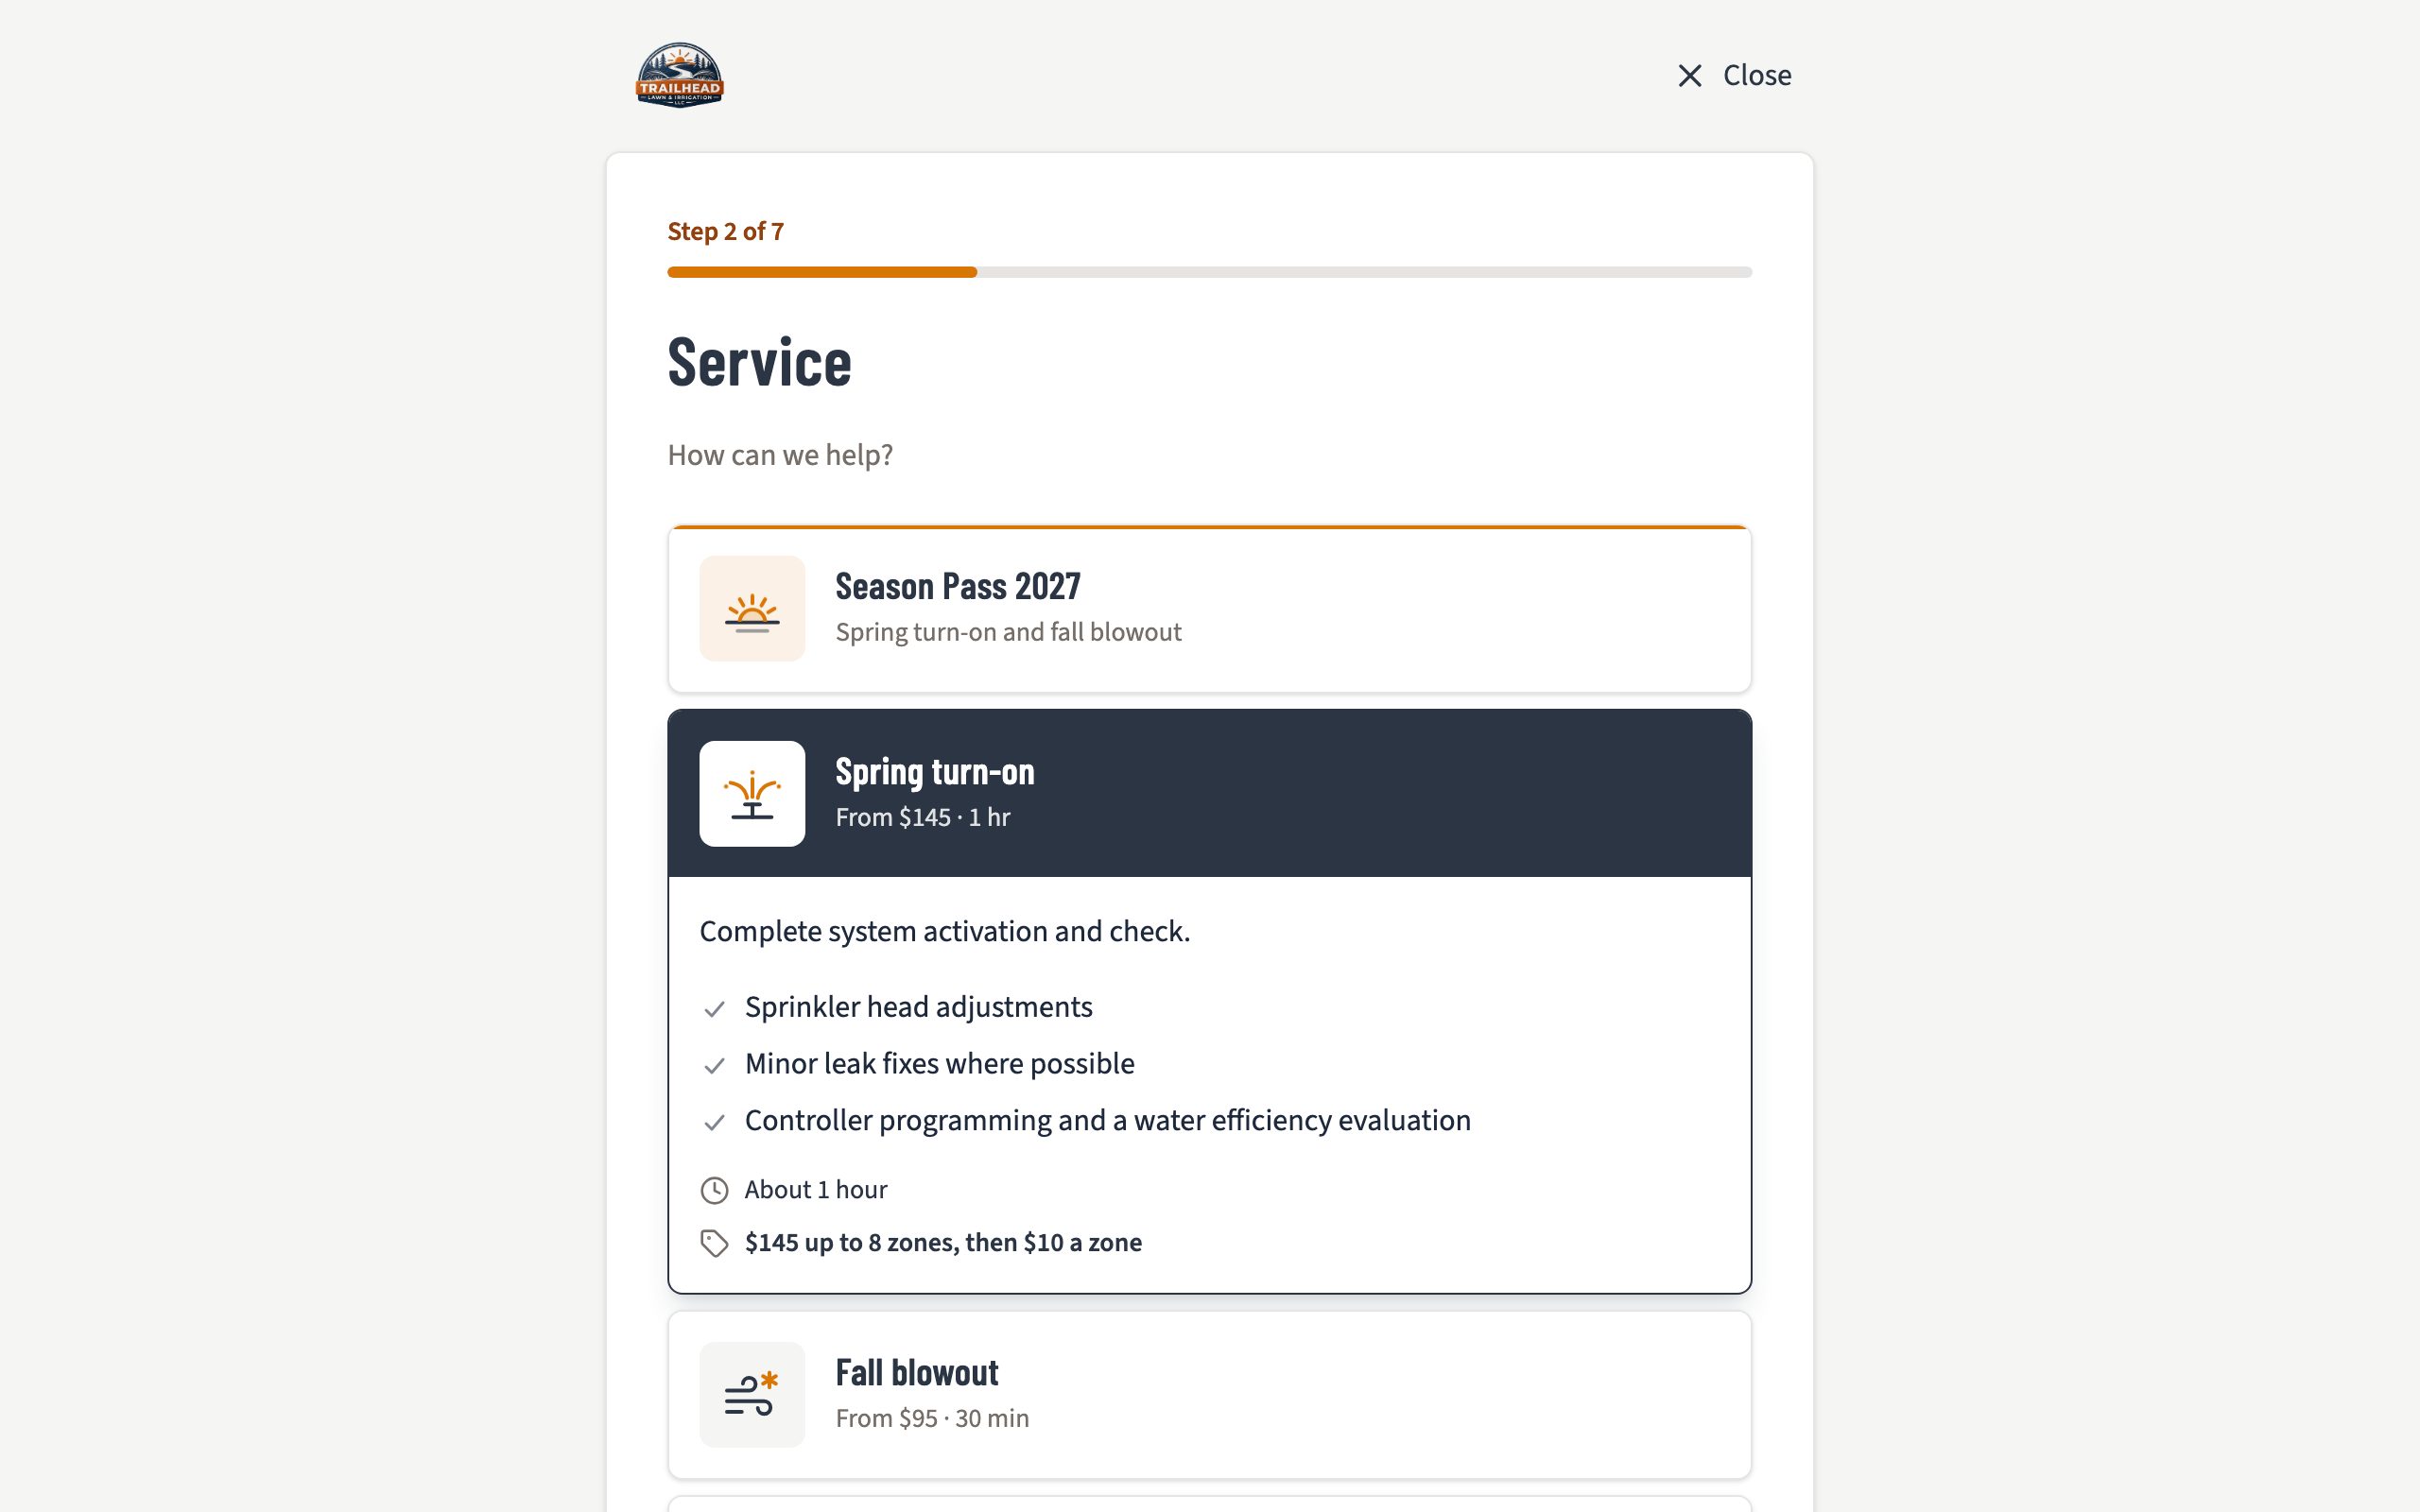 TRAILHEAD
LAWN & IRRIGATION
LLC
Close
Step 2 of 7
Service
How can we help?
Season Pass 2027
Spring turn-on and fall blowout
Spring turn-on
From $145 · 1 hr
Complete system activation and check.
Sprinkler head adjustments
Minor leak fixes where possible
Controller programming and a water efficiency evaluation
About 1 hour
$145 up to 8 zones, then $10 a zone
Fall blowout
From $95 · 30 min